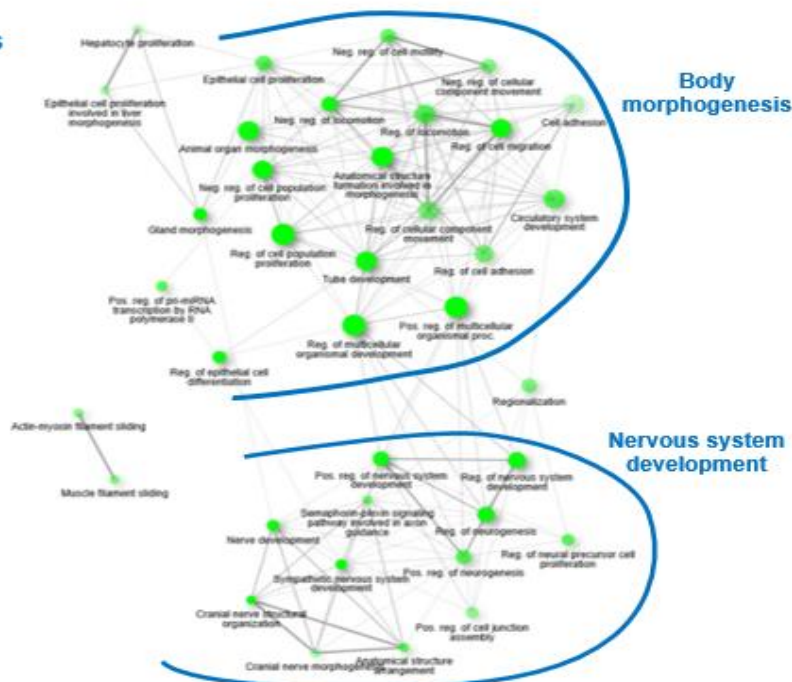 s
Hepatocyte proliferation
Neg. reg. of cell motility
Epithelial cell proliferation
Neg. reg. of cellular
component movement
Body
morphogenesis
Epithelial cell proliferation
involved in liver
morphogenesis
Neg. reg. of locomotion
Reg. of locomotion
Cell adhesion
Animal organ morphogenesis
Reg. of cell migration
Anatomical structure
formation involved in
morphogenesis
Neg. reg. of cell population
proliferation
Gland morphogenesis
Reg. of cellular component
movement
Circulatory system
development
Reg. of cell population
proliferation
Tube development
Reg. of cell adhesion
Pos. reg. of pri-miRNA
transcription by RNA
polymerase II
Reg. of multicellular
organismal development
Pos. reg. of multicellular
organismal proc.
Reg. of epithelial cell
differentiation
Regionalization
Actin-myosin filament sliding
Muscle filament sliding
Nervous system
development
Pos. reg. of nervous system
development
Reg. of nervous system
development
Semaphorin-plexin signaling
pathway involved in axon
guidance
Reg. of neurogenesis
Nerve development
Reg. of neural precursor cell
proliferation
Pos. reg. of neurogenesis
Sympathetic nervous system
development
Cranial nerve structural
organization
Pos. reg. of cell junction
assembly
Cranial nerve morphogenesis
Anatomical structure
arrangement